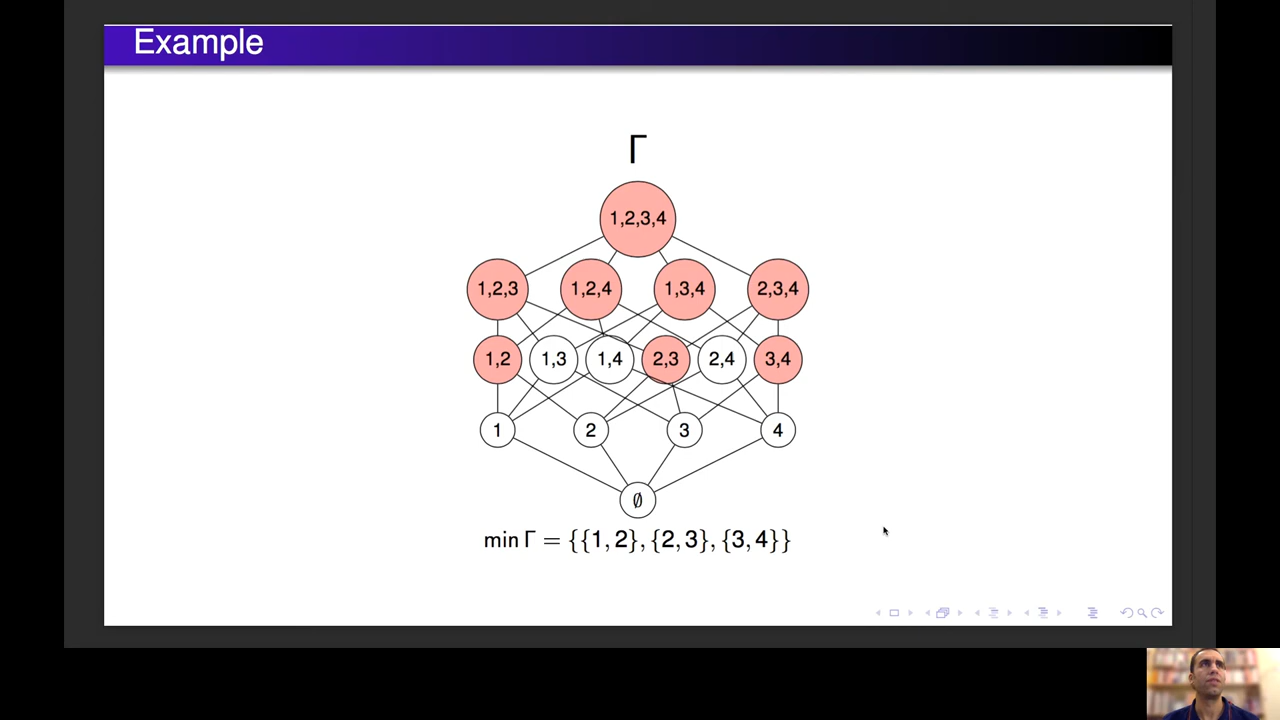 Example
Γ
1,2,3,4
1,2,3 1,2,4 1,3,4 2,3,4
1,2 1,3 1,4 2,3 2,4 3,4
1 2 3 4
∅
min Γ = {{1, 2}, {2, 3}, {3, 4}}